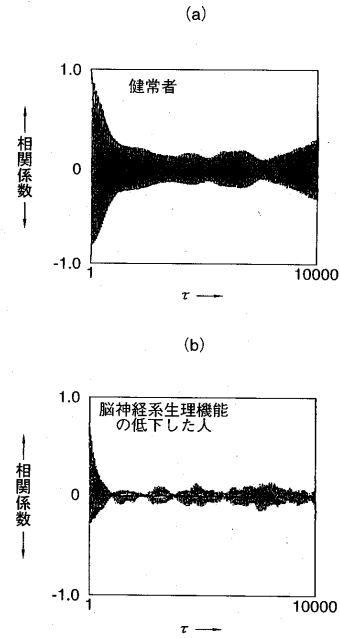 (a)
1.0
健常者
相関係数
0
-1.0
1
10000
τ
(b)
1.0
脳神経系生理機能
の低下した人
相関係数
0
-1.0
1
10000
τ